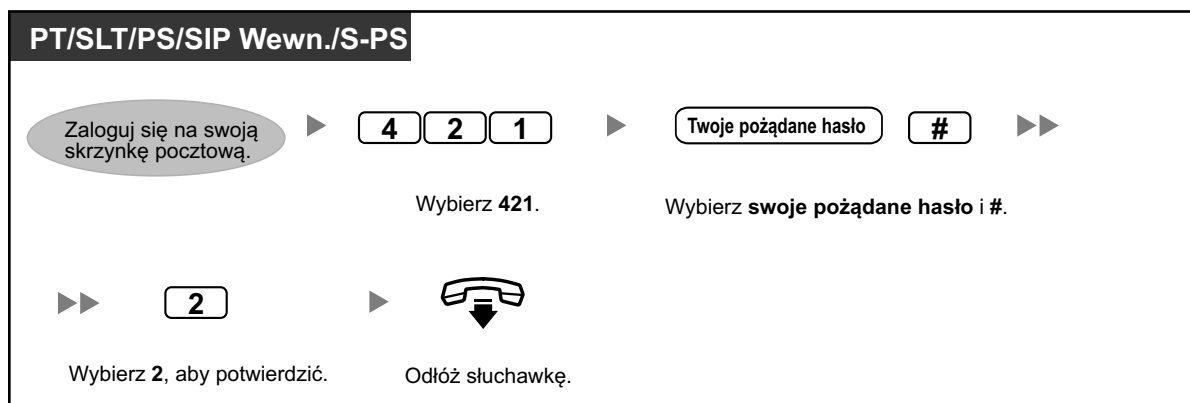 PT/SLT/PS/SIP Wewn./S-PS
Zaloguj się na swoją
skrzynkę pocztową.
4 2 1
Twoje pożądane hasło #
Wybierz 421.
Wybierz swoje pożądane hasło i #.
2
Wybierz 2, aby potwierdzić.
Odłóż słuchawkę.